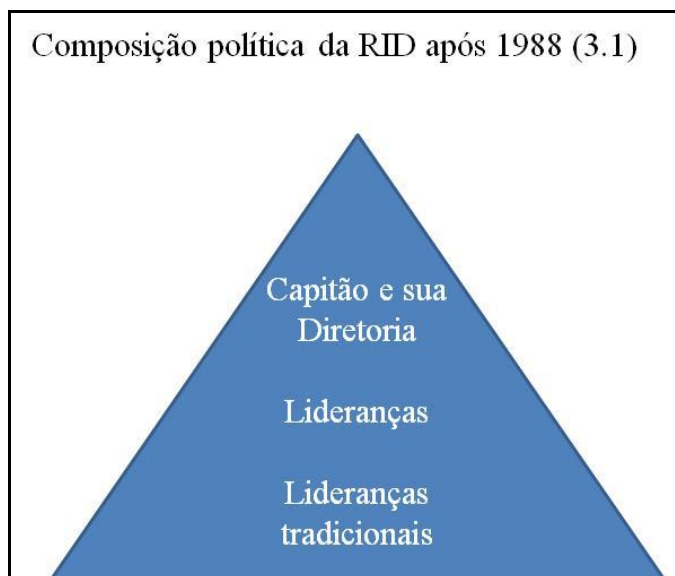 Composição política da RID após 1988 (3.1)
Capitão e sua
Diretoria
Lideranças
Lideranças
tradicionais